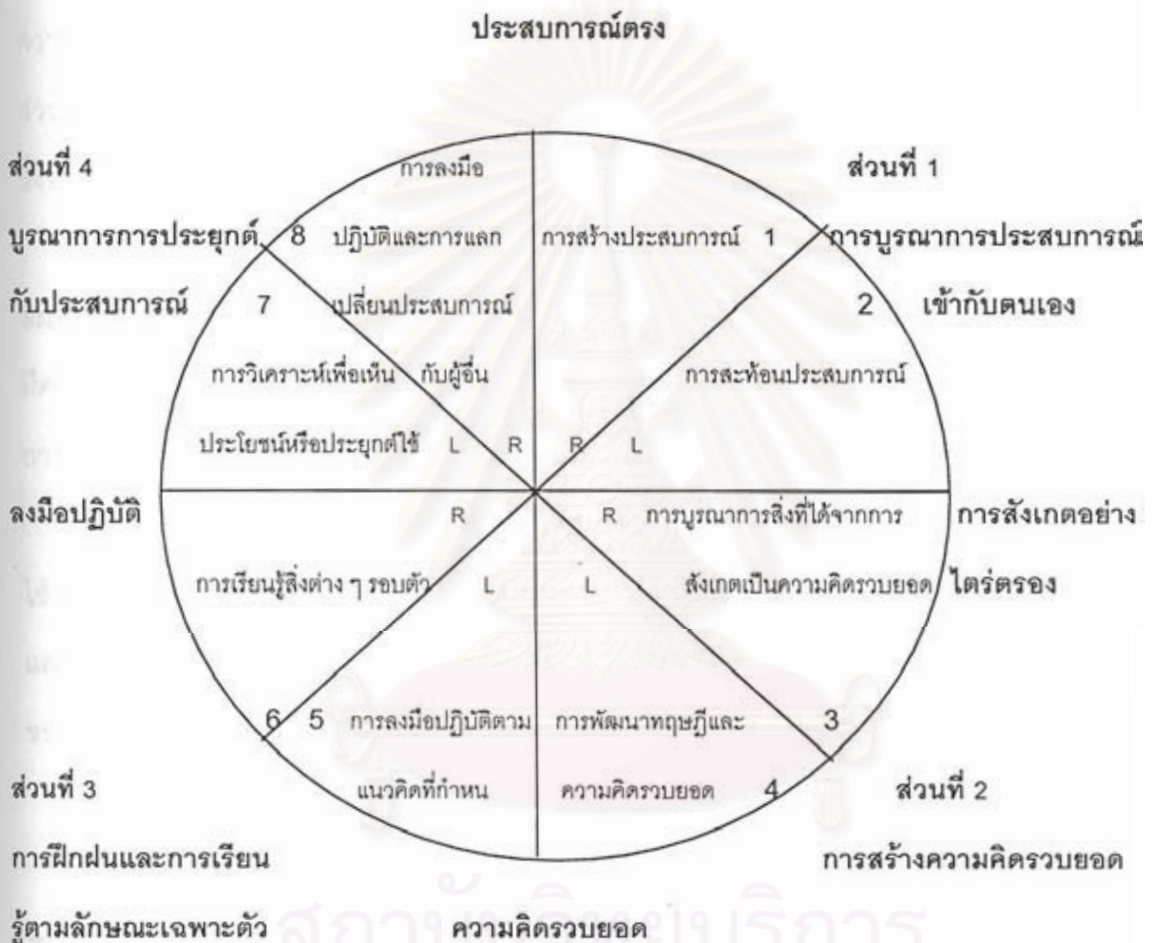 ประสบการณ์ตรง
ส่วนที่ 4
การลงมือ
ส่วนที่ 1
บูรณาการการประยุกต์
8 ปฏิบัติและการแลก
การสร้างประสบการณ์ 1
การบูรณาการประสบการณ์
กับประสบการณ์
7
เปลี่ยนประสบการณ์
2
เข้ากับตนเอง
การวิเคราะห์เพื่อเห็น
กับผู้อื่น
การสะท้อนประสบการณ์
ประโยชน์หรือประยุกต์ใช้ L R R L
ลงมือปฏิบัติ
R R การบูรณาการสิ่งที่ได้จากการ
การสังเกตอย่าง
การเรียนรู้สิ่งต่าง ๆ รอบตัว L L สังเกตเป็นความคิดรวบยอด
ไตร่ตรอง
6 5 การลงมือปฏิบัติตาม
การพัฒนาทฤษฎีและ 3
ส่วนที่ 3
แนวคิดที่กำหน
ความคิดรวบยอด 4
ส่วนที่ 2
การฝึกฝนและการเรียน
การสร้างความคิดรวบยอด
รู้ตามลักษณะเฉพาะตัว
ความคิดรวบยอด
สถาบันวิทยบริการ